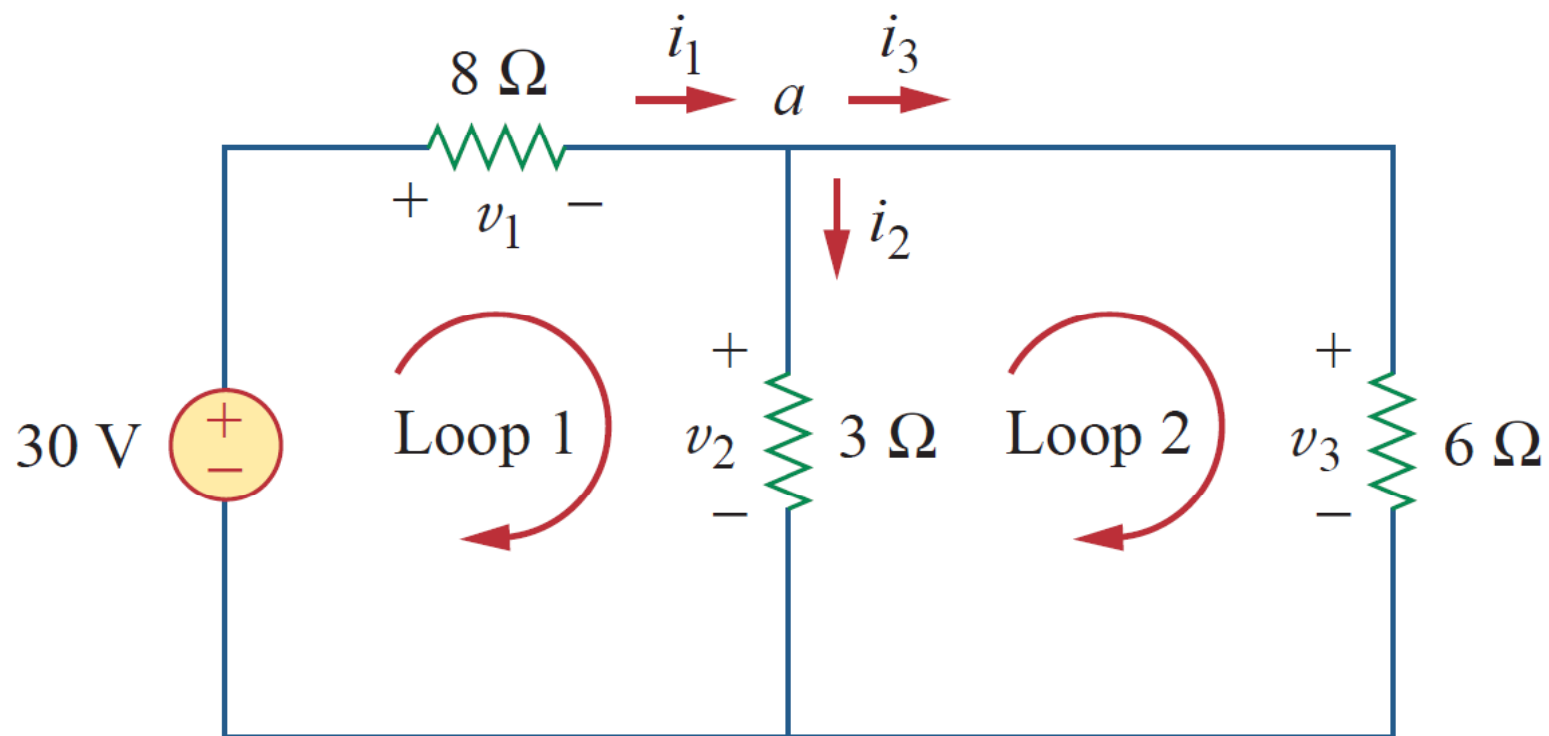 i1 a i3
8 Ω
+ v1 −
i2
30 V + − Loop 1 + v2 − 3 Ω Loop 2 + v3 − 6 Ω